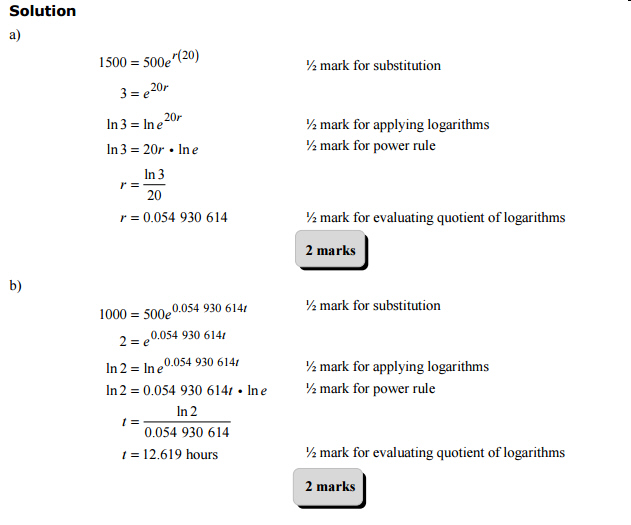 Solution
a)
1500 = 500e^r(20) ½ mark for substitution
3 = e^20r
ln 3 = ln e^20r ½ mark for applying logarithms
ln 3 = 20r • ln e ½ mark for power rule
r = ln 3 / 20
r = 0.054 930 614 ½ mark for evaluating quotient of logarithms
2 marks
b)
1000 = 500e^0.054 930 614t ½ mark for substitution
2 = e^0.054 930 614t
ln 2 = ln e^0.054 930 614t ½ mark for applying logarithms
ln 2 = 0.054 930 614t • ln e ½ mark for power rule
t = ln 2 / 0.054 930 614
t = 12.619 hours ½ mark for evaluating quotient of logarithms
2 marks